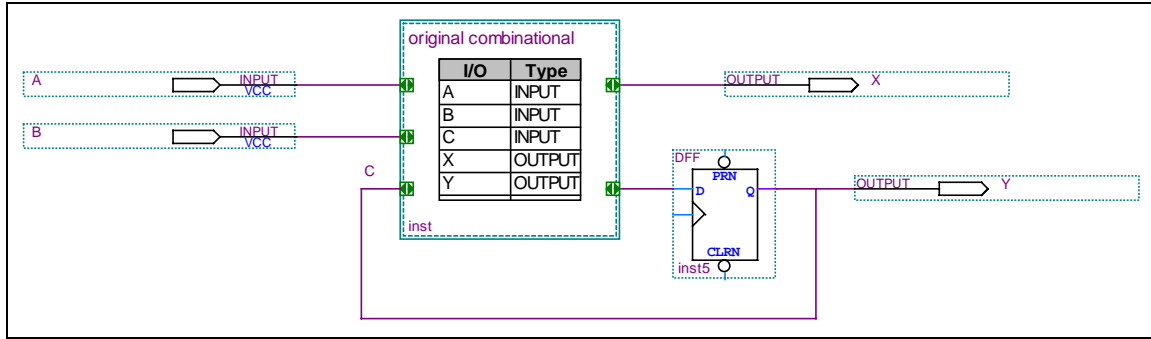 original combinational
I/O Type
A INPUT
B INPUT
C INPUT
X OUTPUT
Y OUTPUT
inst
A INPUT
VCC
B INPUT
VCC
C
OUTPUT X
DFF
PRN
D Q
CLRN
inst5
OUTPUT Y